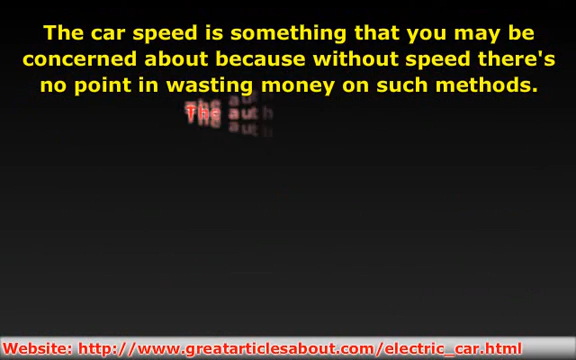 The car speed is something that you may be
concerned about because without speed there's
no point in wasting money on such methods.
The
Website: http://www.greatarticlesabout.com/electric_car.html